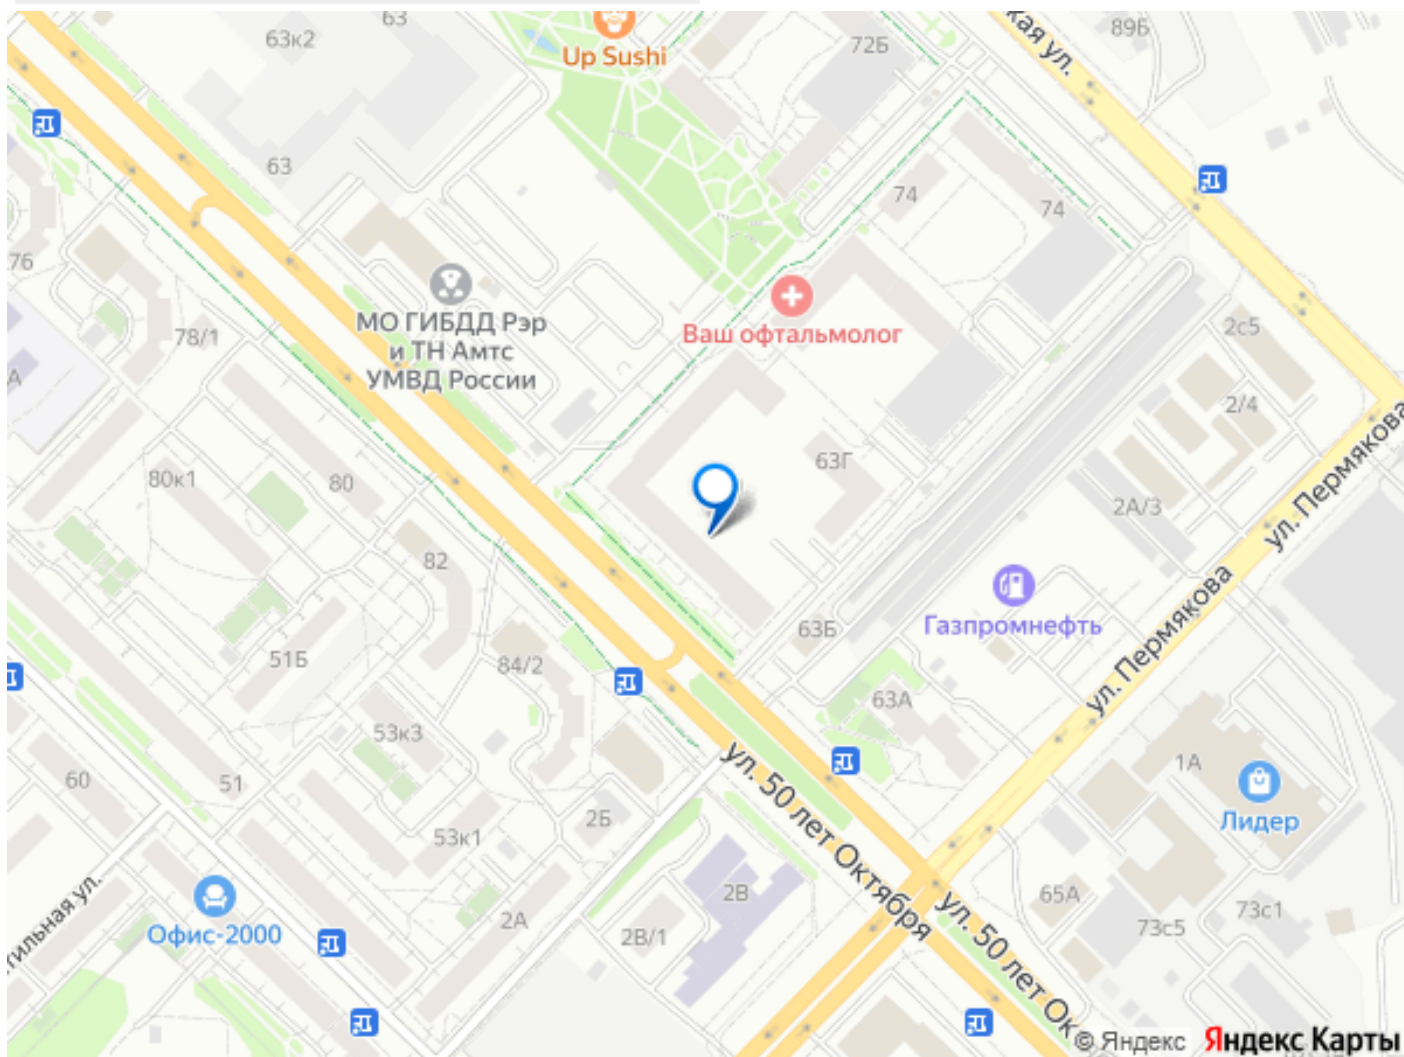 63
63к2
Up Sushi
72Б
кая ул.
89Б
63
74
74
76
78/1
МО ГИБДД Рэр
и ТН Амтс
УМВД России
Ваш офтальмолог
2с5
2/4
А
80к1
80
63Г
2А/3
ул. Пермякова
82
Газпромнефть
63Б
51Б
84/2
63А
ул. Пермякова
53к3
60
51
1А
Лидер
ул. 50 лет Октября
2Б
53к1
2В
65А
73с1
73с5
тильная ул.
Офис-2000
2А
2В/1
ул. 50 лет Ок
© Яндекс Яндекс Карты